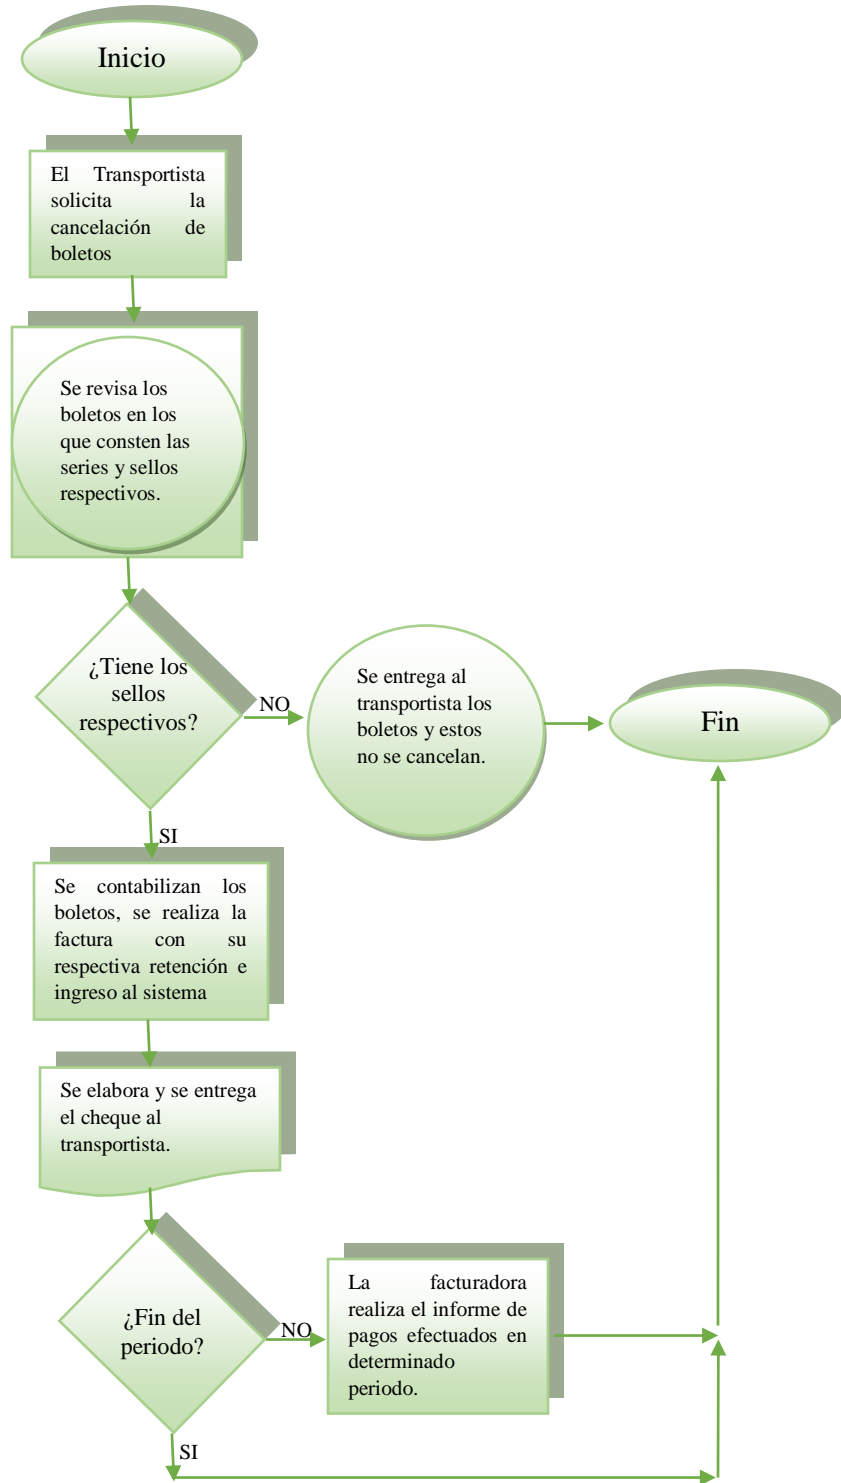 Inicio
El Transportista
solicita la
cancelación de
boletos
Se revisa los
boletos en los
que consten las
series y sellos
respectivos.
¿Tiene los
sellos
respectivos?
NO
Se entrega al
transportista los
boletos y estos
no se cancelan.
Fin
SI
Se contabilizan los
boletos, se realiza la
factura con su
respectiva retención e
ingreso al sistema
Se elabora y se entrega
el cheque al
transportista.
¿Fin del
periodo?
NO
La facturadora
realiza el informe de
pagos efectuados en
determinado
periodo.
SI